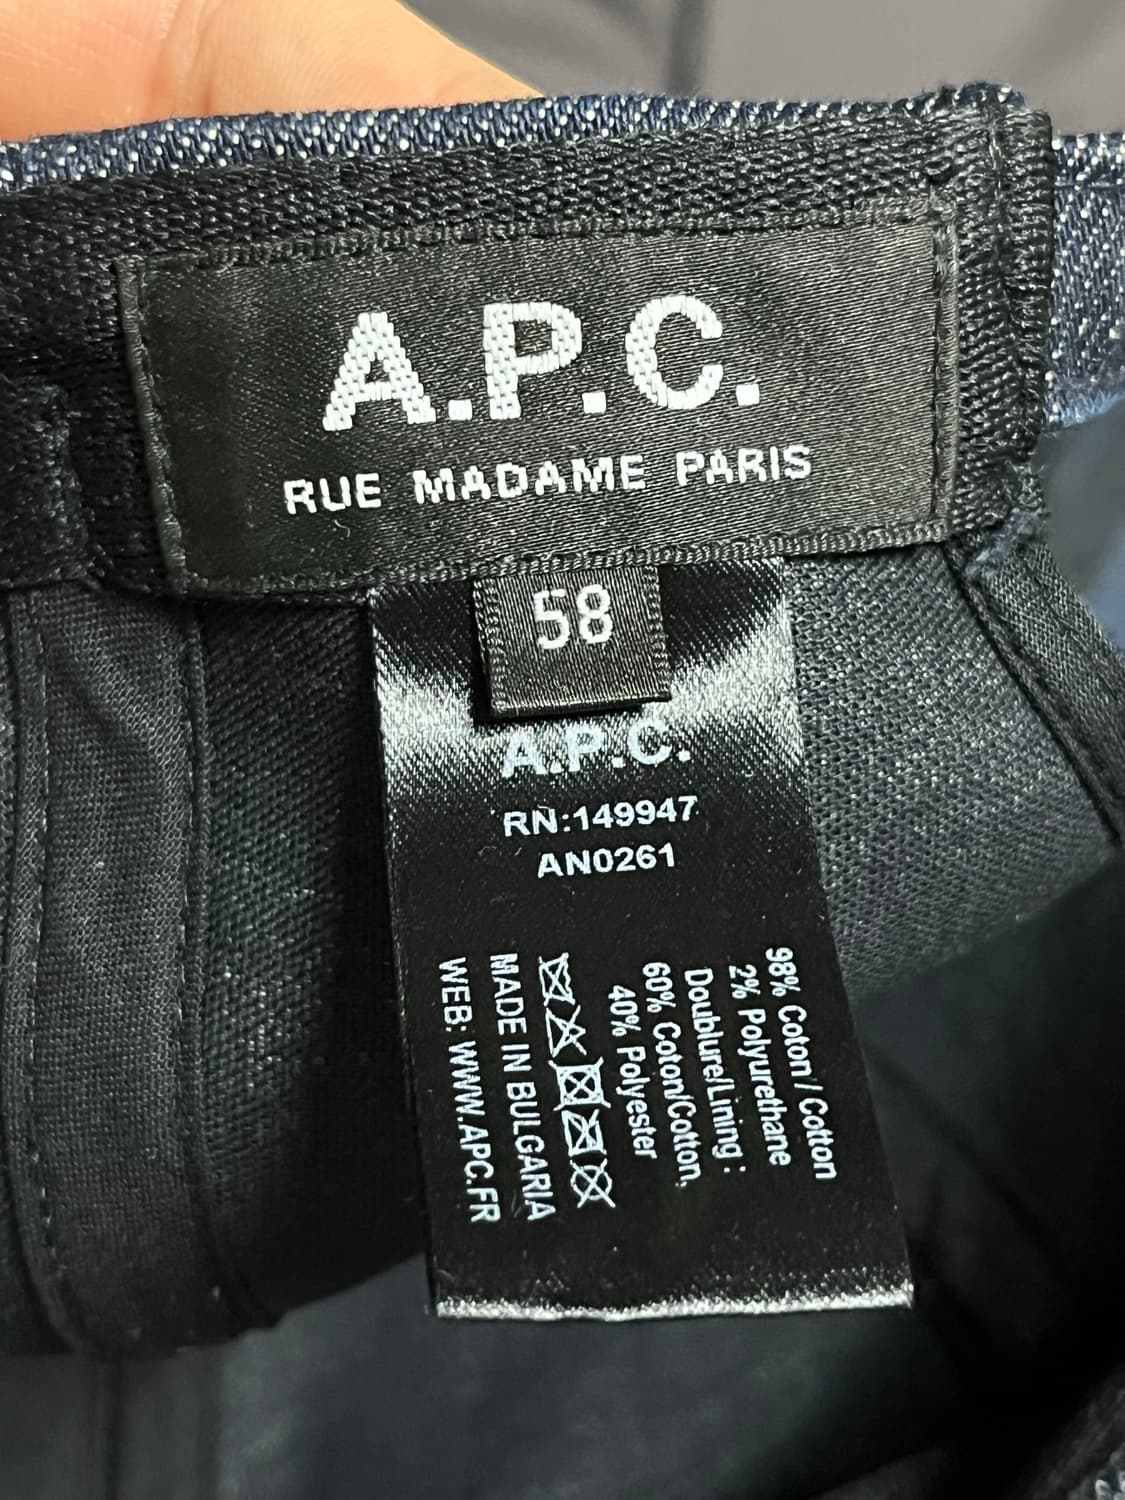 A.P.C.
RUE MADAME PARIS
58
A.P.C.
RN:149947
AN0261
98% Coton / Cotton
2% Polyurethane
Doublure/Lining :
60% Coton/Cotton,
40% Polyester
MADE IN BULGARIA
WEB: WWW.APC.FR